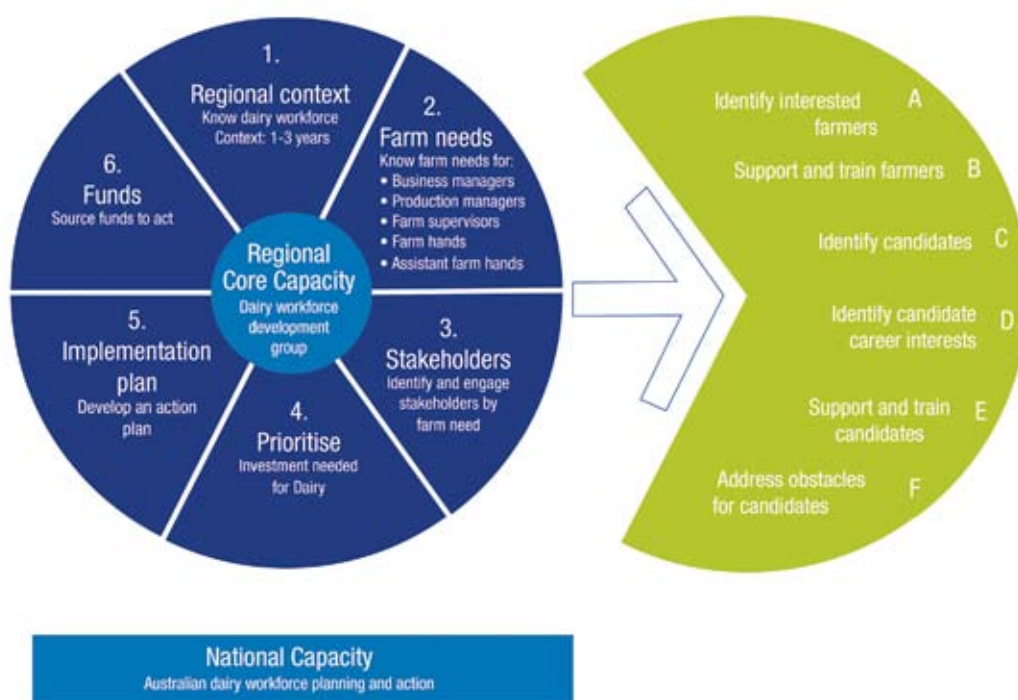 1.
Regional context
Know dairy workforce
Context: 1-3 years
2.
Farm needs
Know farm needs for:
• Business managers
• Production managers
• Farm supervisors
• Farm hands
• Assistant farm hands
3.
Stakeholders
Identify and engage
stakeholders by
farm need
4.
Prioritise
Investment needed
for Dairy
5.
Implementation
plan
Develop an action
plan
6.
Funds
Source funds to act
Regional
Core Capacity
Dairy workforce
development
group
Identify interested A
farmers
Support and train farmers B
Identify candidates C
Identify candidate D
career interests
Support and train E
candidates
Address obstacles F
for candidates
National Capacity
Australian dairy workforce planning and action